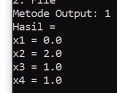 2. File
Metode Output: 1
Hasil =
x1 = 0.0
x2 = 2.0
x3 = 1.0
x4 = 1.0